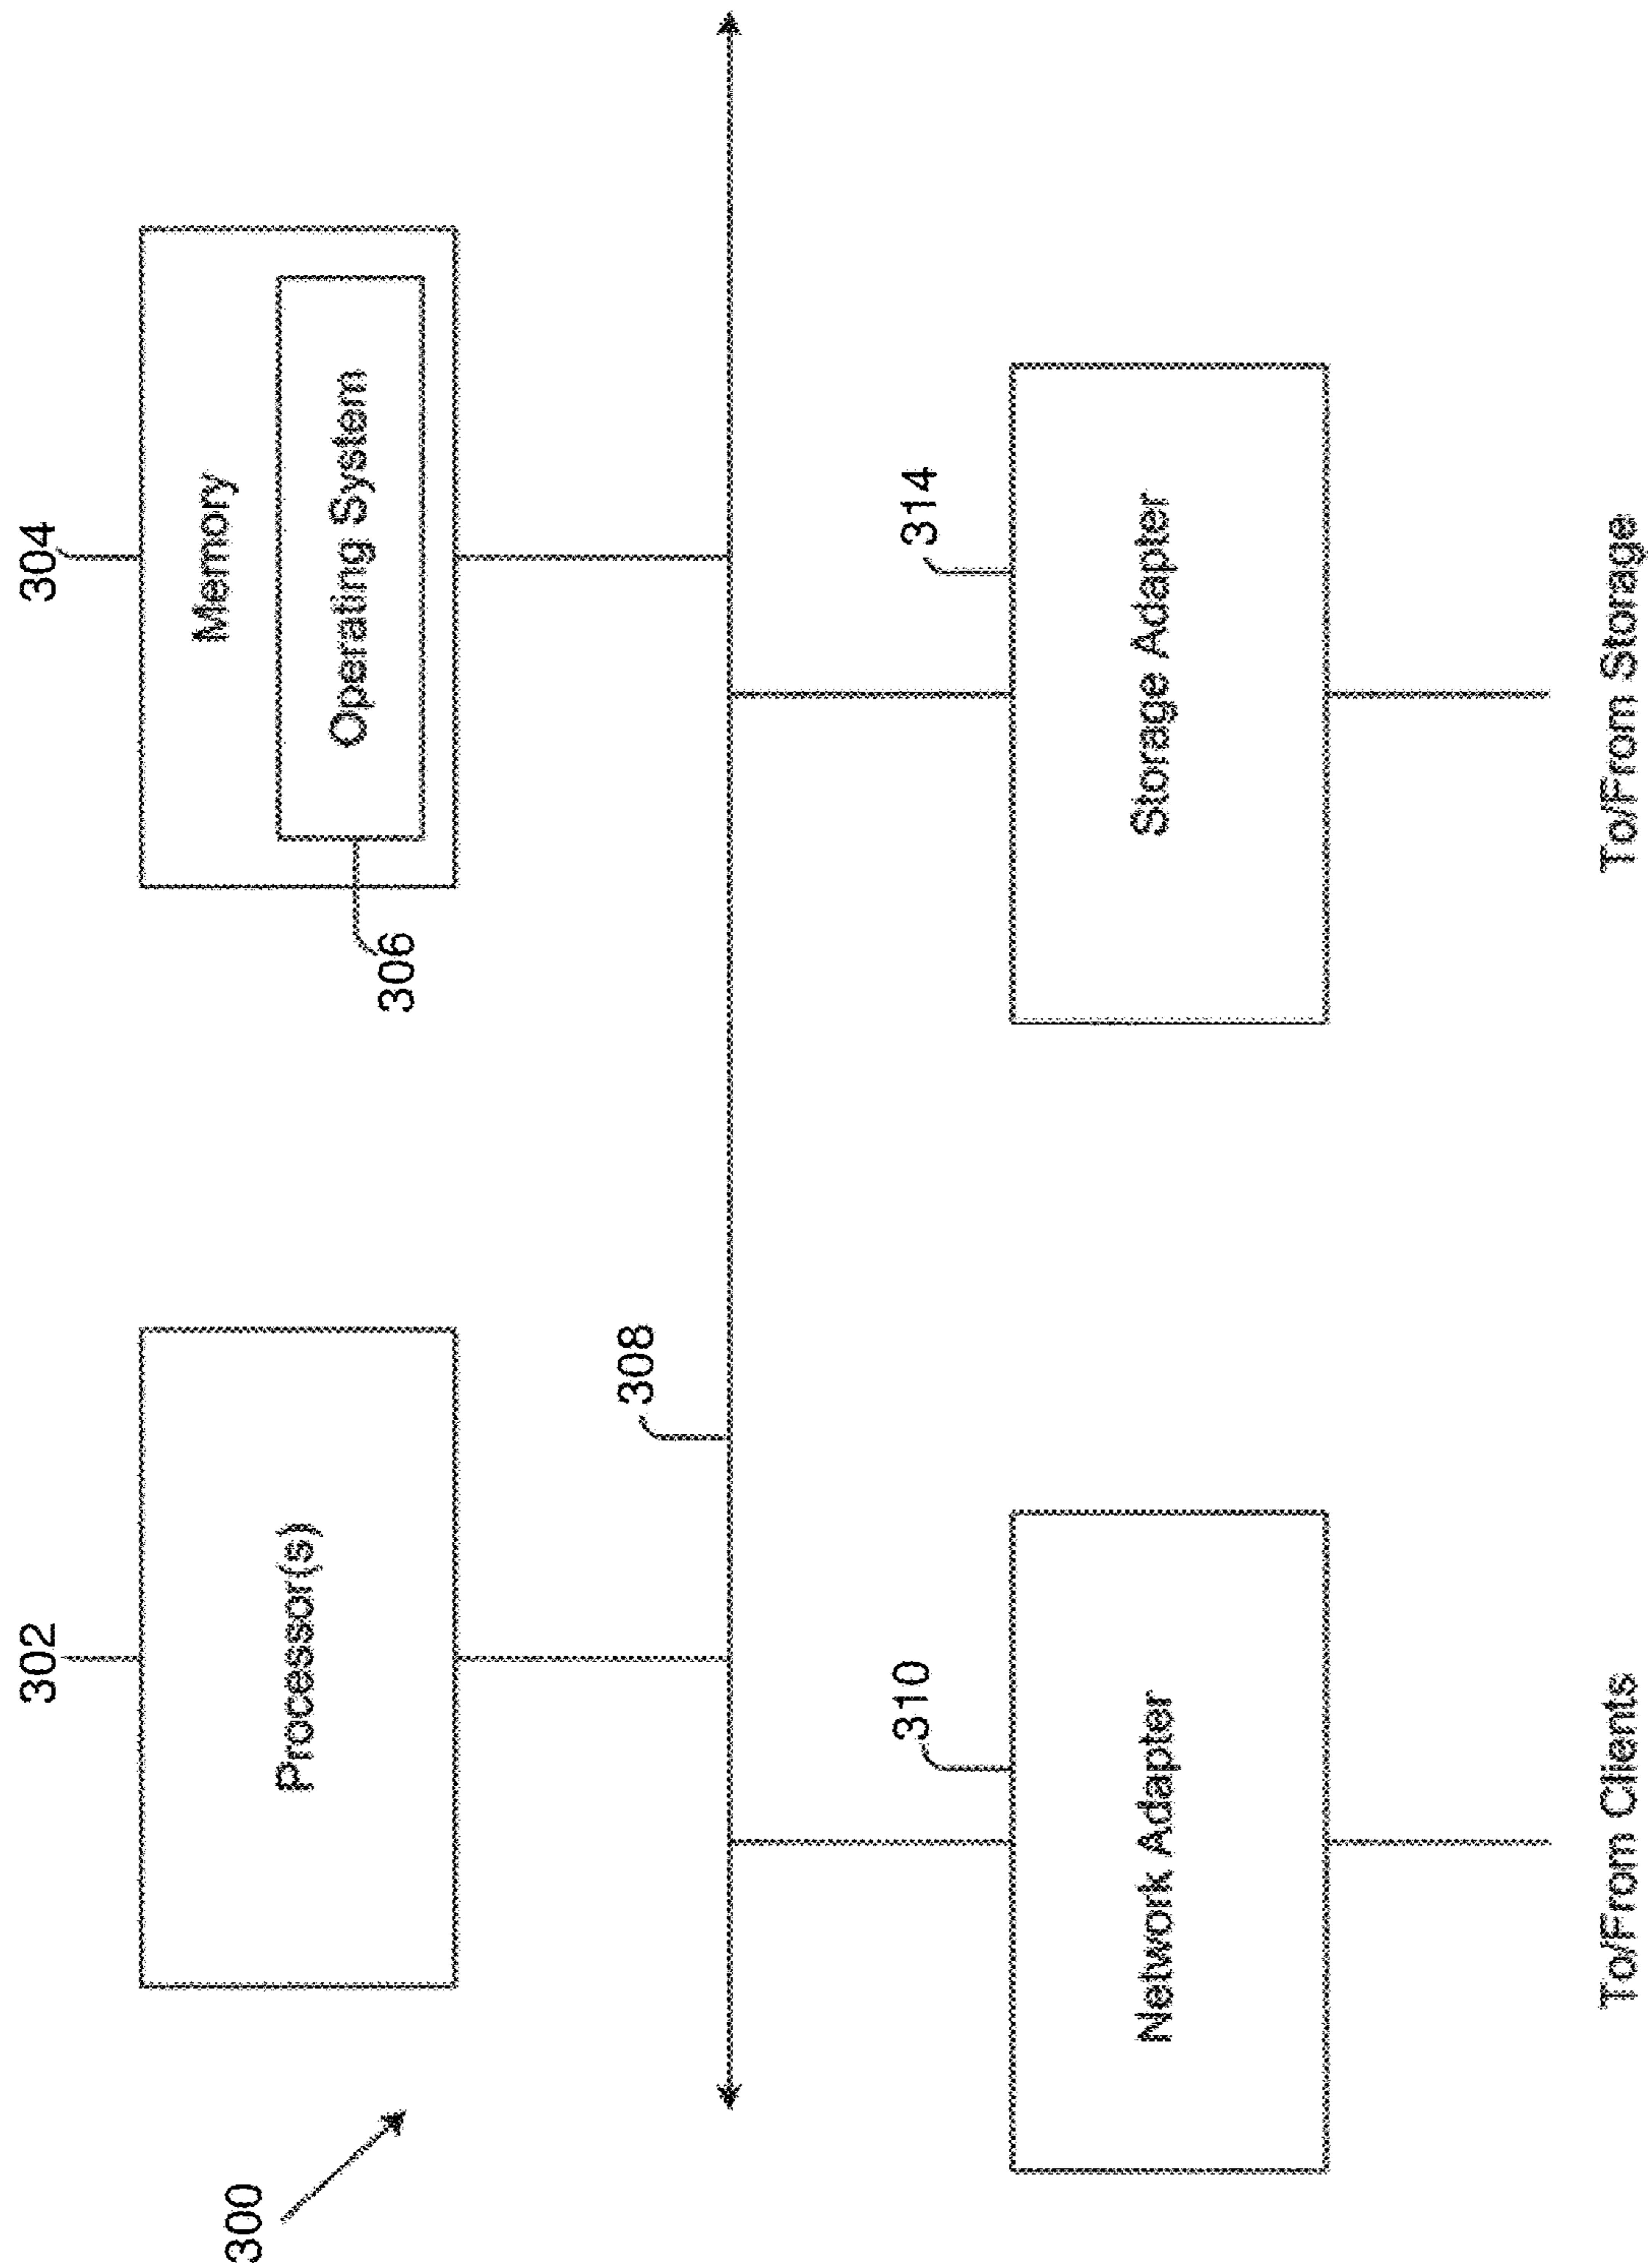 300
302
Processor(s)
304
Memory
Operating System
306
308
310
Network Adapter
314
Storage Adapter
To/From Clients
To/From Storage